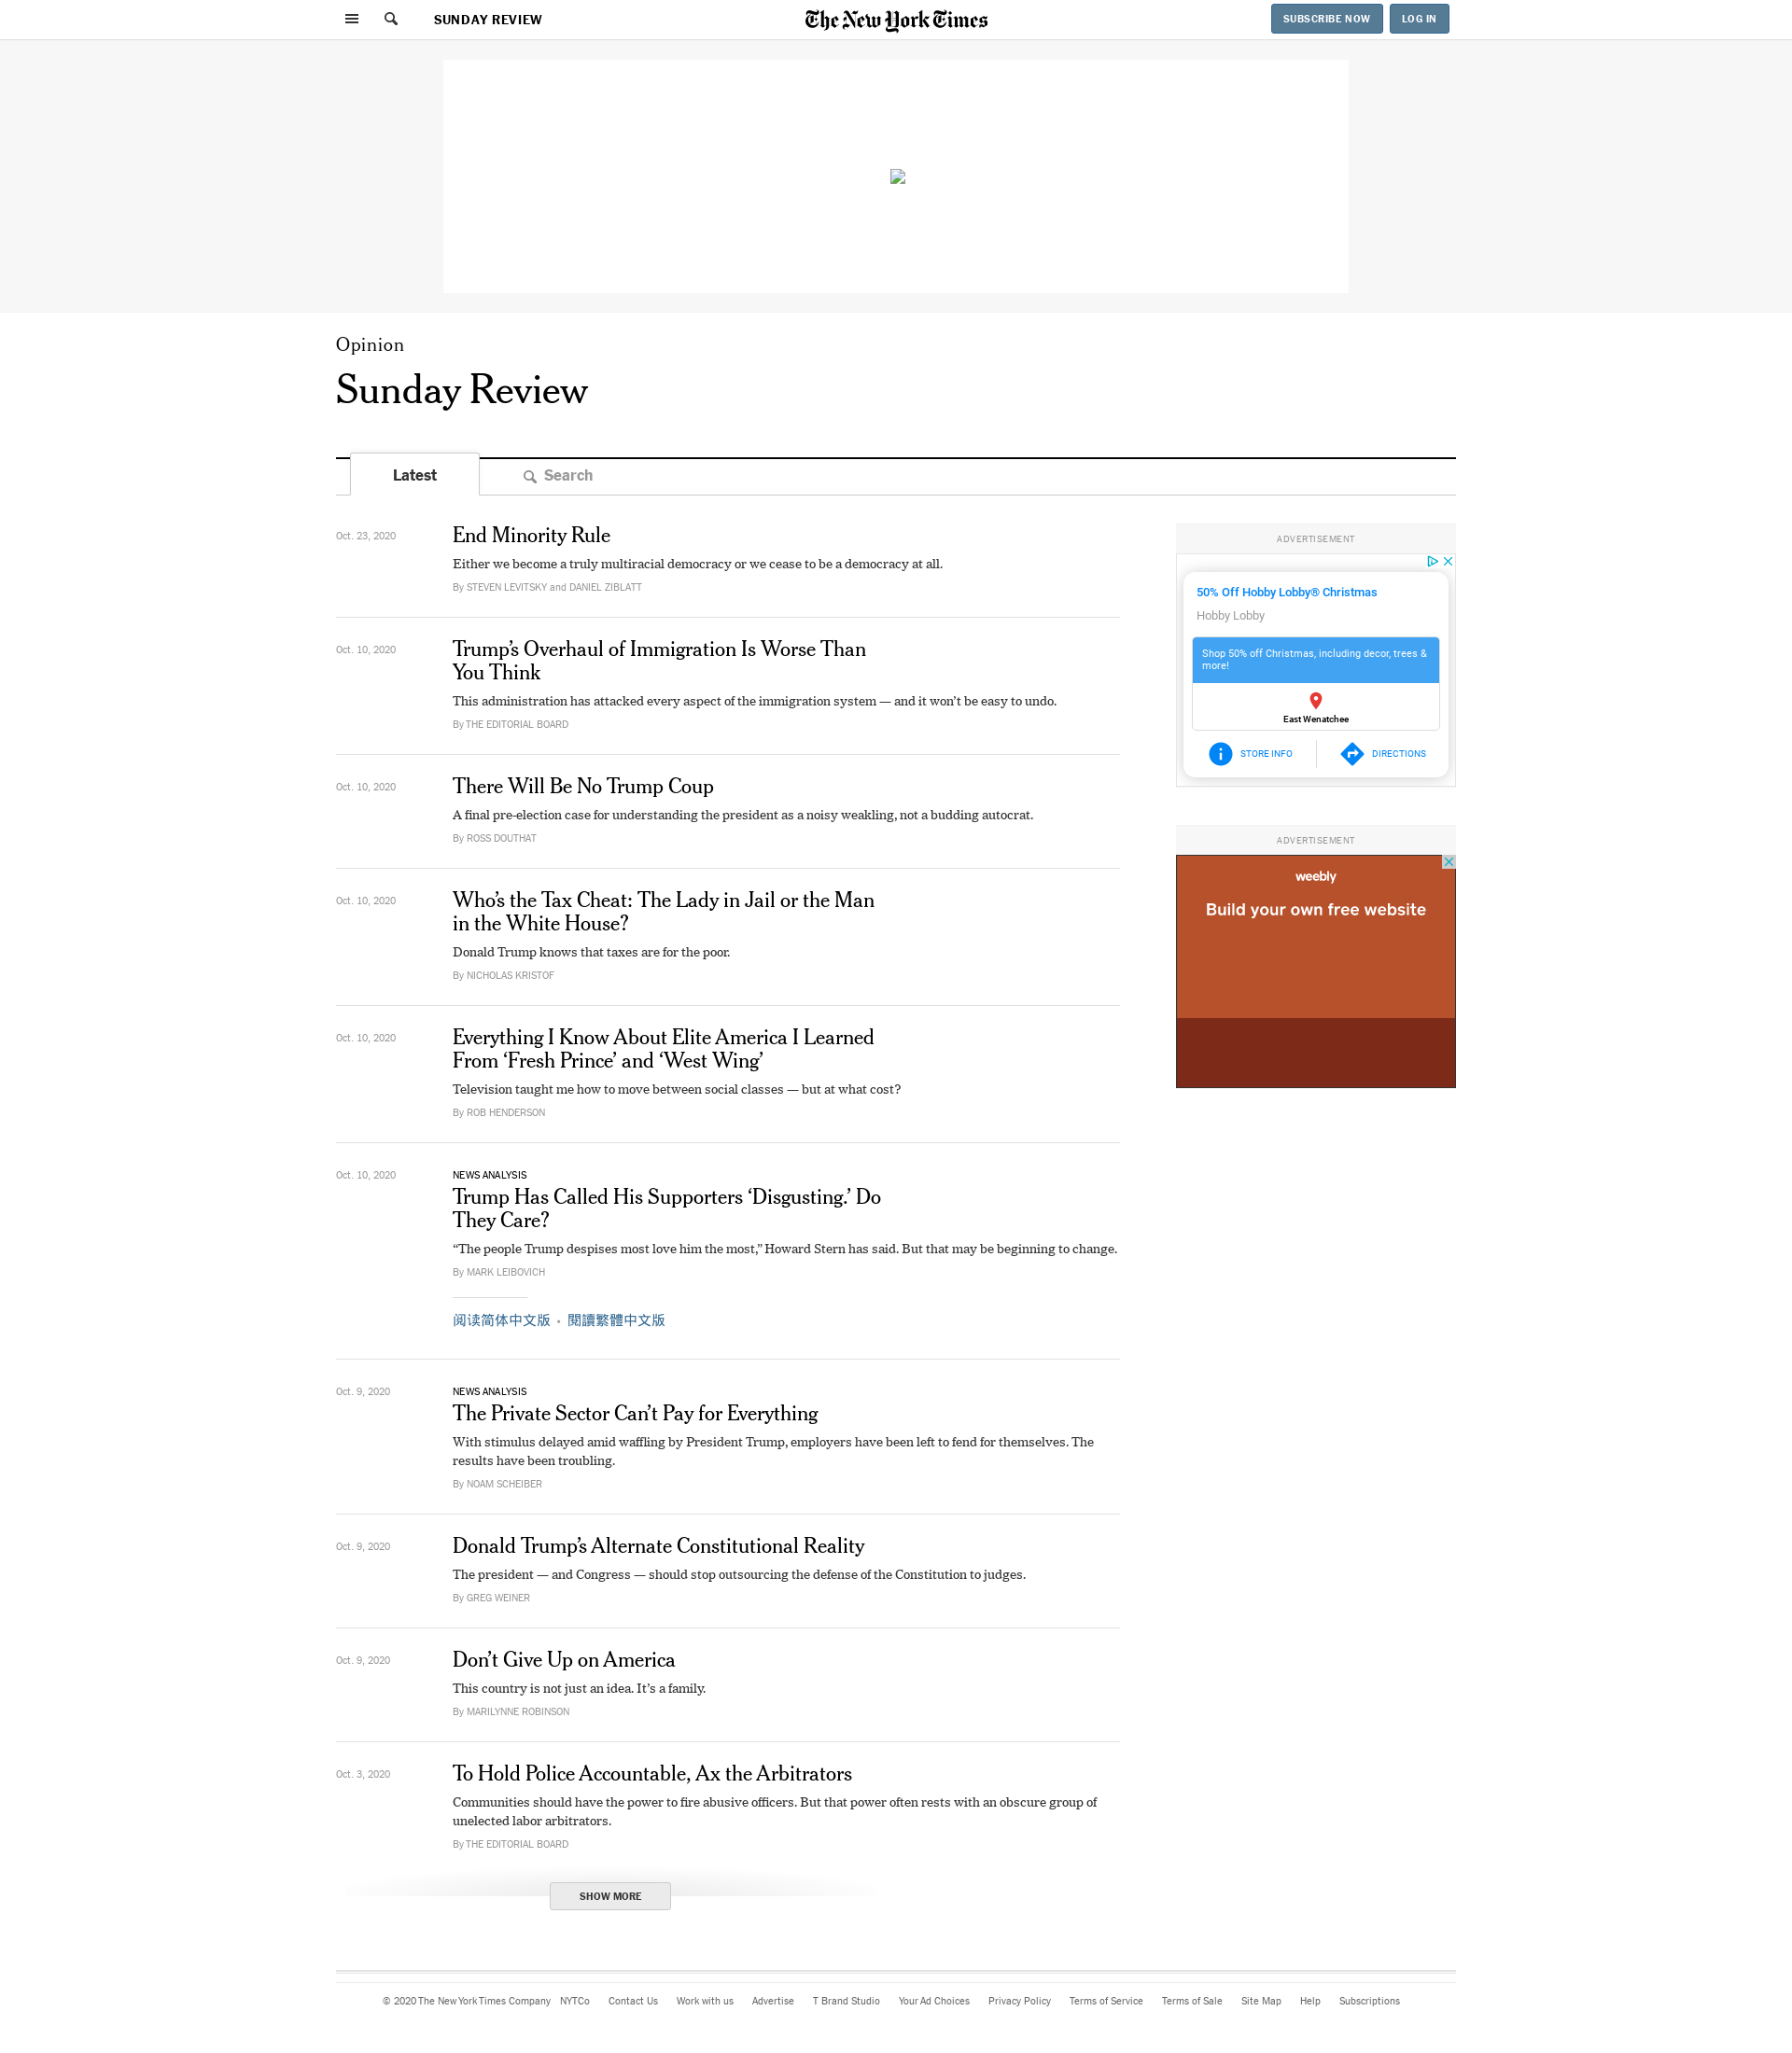 SUNDAY REVIEW
The New York Times
SUBSCRIBE NOW
LOG IN
Opinion
Sunday Review
Latest
Search
Oct. 23, 2020
End Minority Rule
Either we become a truly multiracial democracy or we cease to be a democracy at all.
By STEVEN LEVITSKY and DANIEL ZIBLATT
Oct. 10, 2020
Trump’s Overhaul of Immigration Is Worse Than
You Think
This administration has attacked every aspect of the immigration system — and it won’t be easy to undo.
By THE EDITORIAL BOARD
Oct. 10, 2020
There Will Be No Trump Coup
A final pre-election case for understanding the president as a noisy weakling, not a budding autocrat.
By ROSS DOUTHAT
Oct. 10, 2020
Who’s the Tax Cheat: The Lady in Jail or the Man
in the White House?
Donald Trump knows that taxes are for the poor.
By NICHOLAS KRISTOF
Oct. 10, 2020
Everything I Know About Elite America I Learned
From ‘Fresh Prince’ and ‘West Wing’
Television taught me how to move between social classes — but at what cost?
By ROB HENDERSON
Oct. 10, 2020
NEWS ANALYSIS
Trump Has Called His Supporters ‘Disgusting.’ Do
They Care?
“The people Trump despises most love him the most,” Howard Stern has said. But that may be beginning to change.
By MARK LEIBOVICH
阅读简体中文版 • 閱讀繁體中文版
Oct. 9, 2020
NEWS ANALYSIS
The Private Sector Can’t Pay for Everything
With stimulus delayed amid waffling by President Trump, employers have been left to fend for themselves. The
results have been troubling.
By NOAM SCHEIBER
Oct. 9, 2020
Donald Trump’s Alternate Constitutional Reality
The president — and Congress — should stop outsourcing the defense of the Constitution to judges.
By GREG WEINER
Oct. 9, 2020
Don’t Give Up on America
This country is not just an idea. It’s a family.
By MARILYNNE ROBINSON
Oct. 3, 2020
To Hold Police Accountable, Ax the Arbitrators
Communities should have the power to fire abusive officers. But that power often rests with an obscure group of
unelected labor arbitrators.
By THE EDITORIAL BOARD
SHOW MORE
ADVERTISEMENT
50% Off Hobby Lobby® Christmas
Hobby Lobby
Shop 50% off Christmas, including decor, trees &
more!
East Wenatchee
STORE INFO
DIRECTIONS
ADVERTISEMENT
weebly
Build your own free website
© 2020 The New York Times Company NYTCo Contact Us Work with us Advertise T Brand Studio Your Ad Choices Privacy Policy Terms of Service Terms of Sale Site Map Help Subscriptions